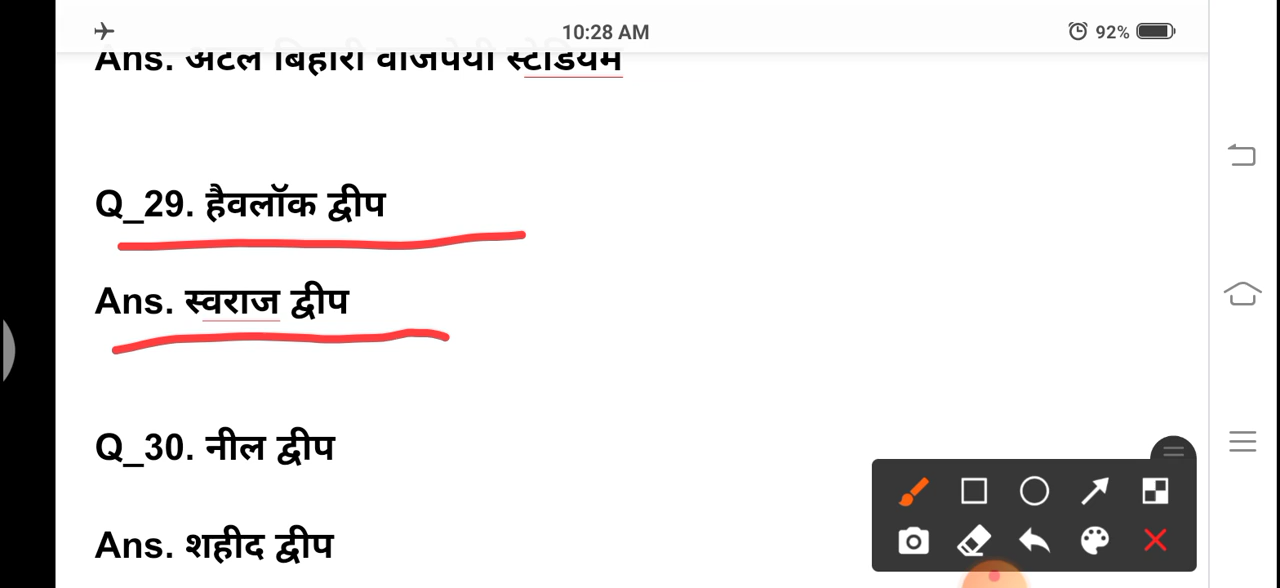 10:28 AM
92%
Ans. अटल बिहारी वाजपेयी स्टेडियम
Q_29. हैवलॉक द्वीप
Ans. स्वराज द्वीप
Q_30. नील द्वीप
Ans. शहीद द्वीप